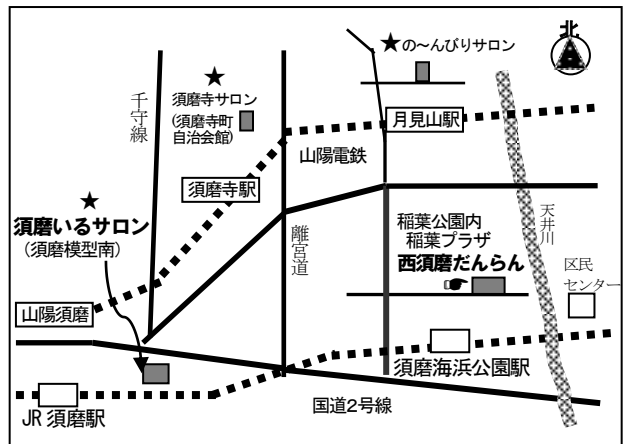 北
★の～んびりサロン
★
須磨寺サロン
(須磨寺町
自治会館)
千守線
月見山駅
山陽電鉄
須磨寺駅
★
須磨いるサロン
(須磨模型南)
離宮道
稲葉公園内
稲葉プラザ
西須磨だんらん
天井川
区民
センター
山陽須磨
須磨海浜公園駅
国道2号線
JR 須磨駅